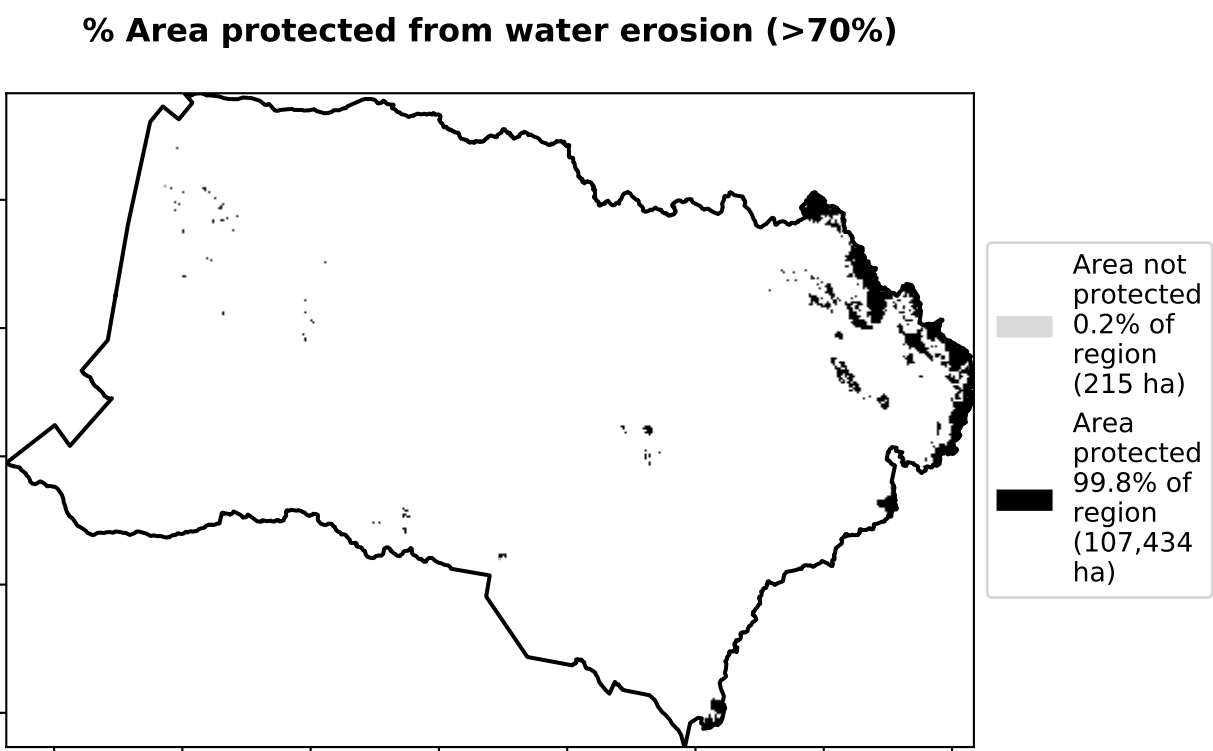 % Area protected from water erosion (>70%)
Area not
protected
0.2% of
region
(215 ha)
Area
protected
99.8% of
region
(107,434
ha)